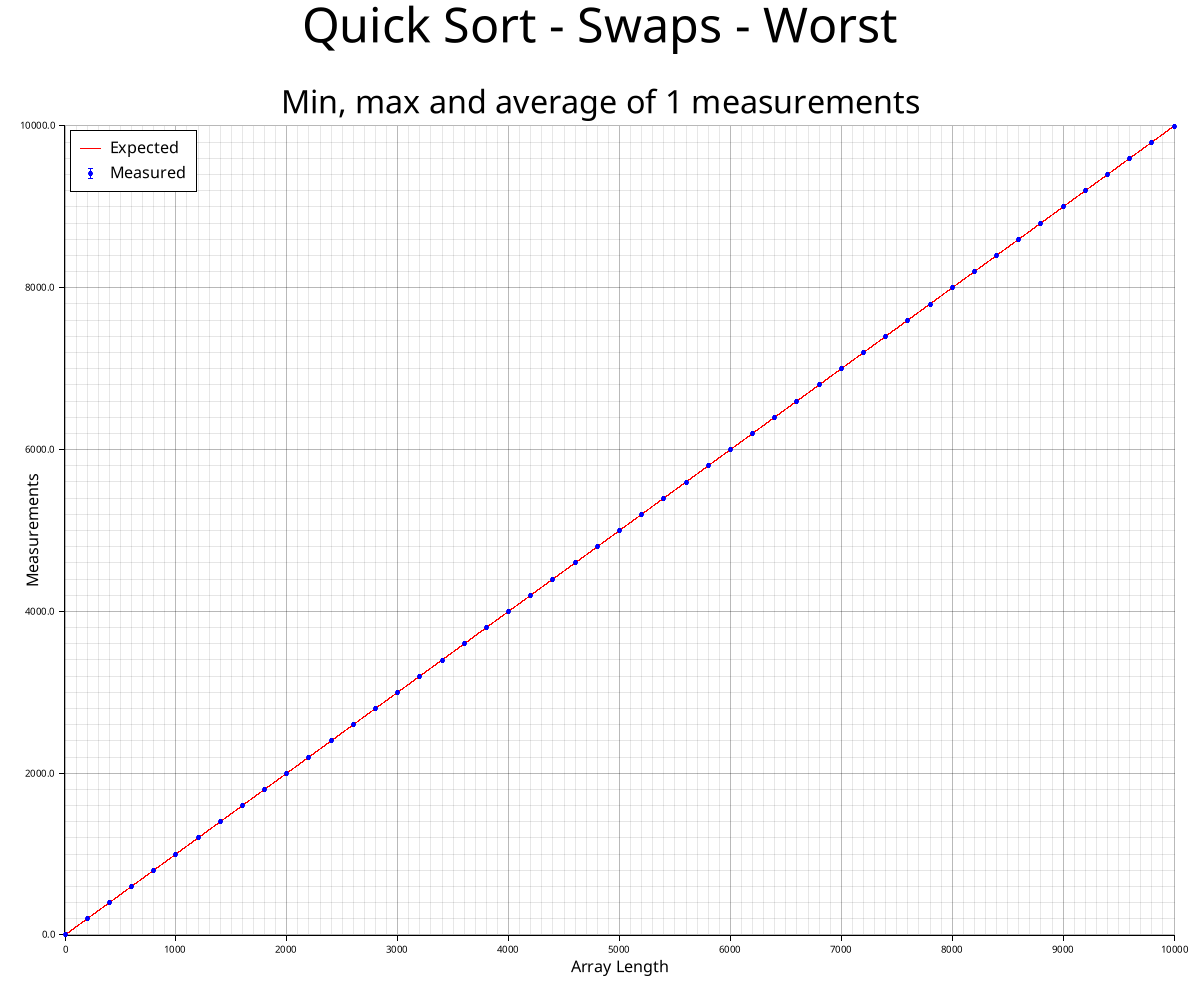 Quick Sort - Swaps - Worst
Min, max and average of 1 measurements
10000.0
Expected
Measured
8000.0
6000.0
Measurements
4000.0
2000.0
0.0
0 1000 2000 3000 4000 5000 6000 7000 8000 9000 10000
Array Length